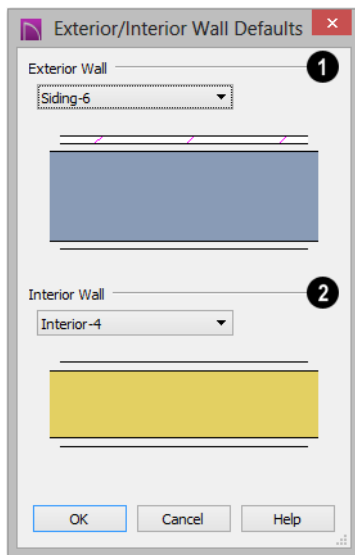 Exterior/Interior Wall Defaults
Exterior Wall 1
Siding-6
Interior Wall 2
Interior-4
OK Cancel Help